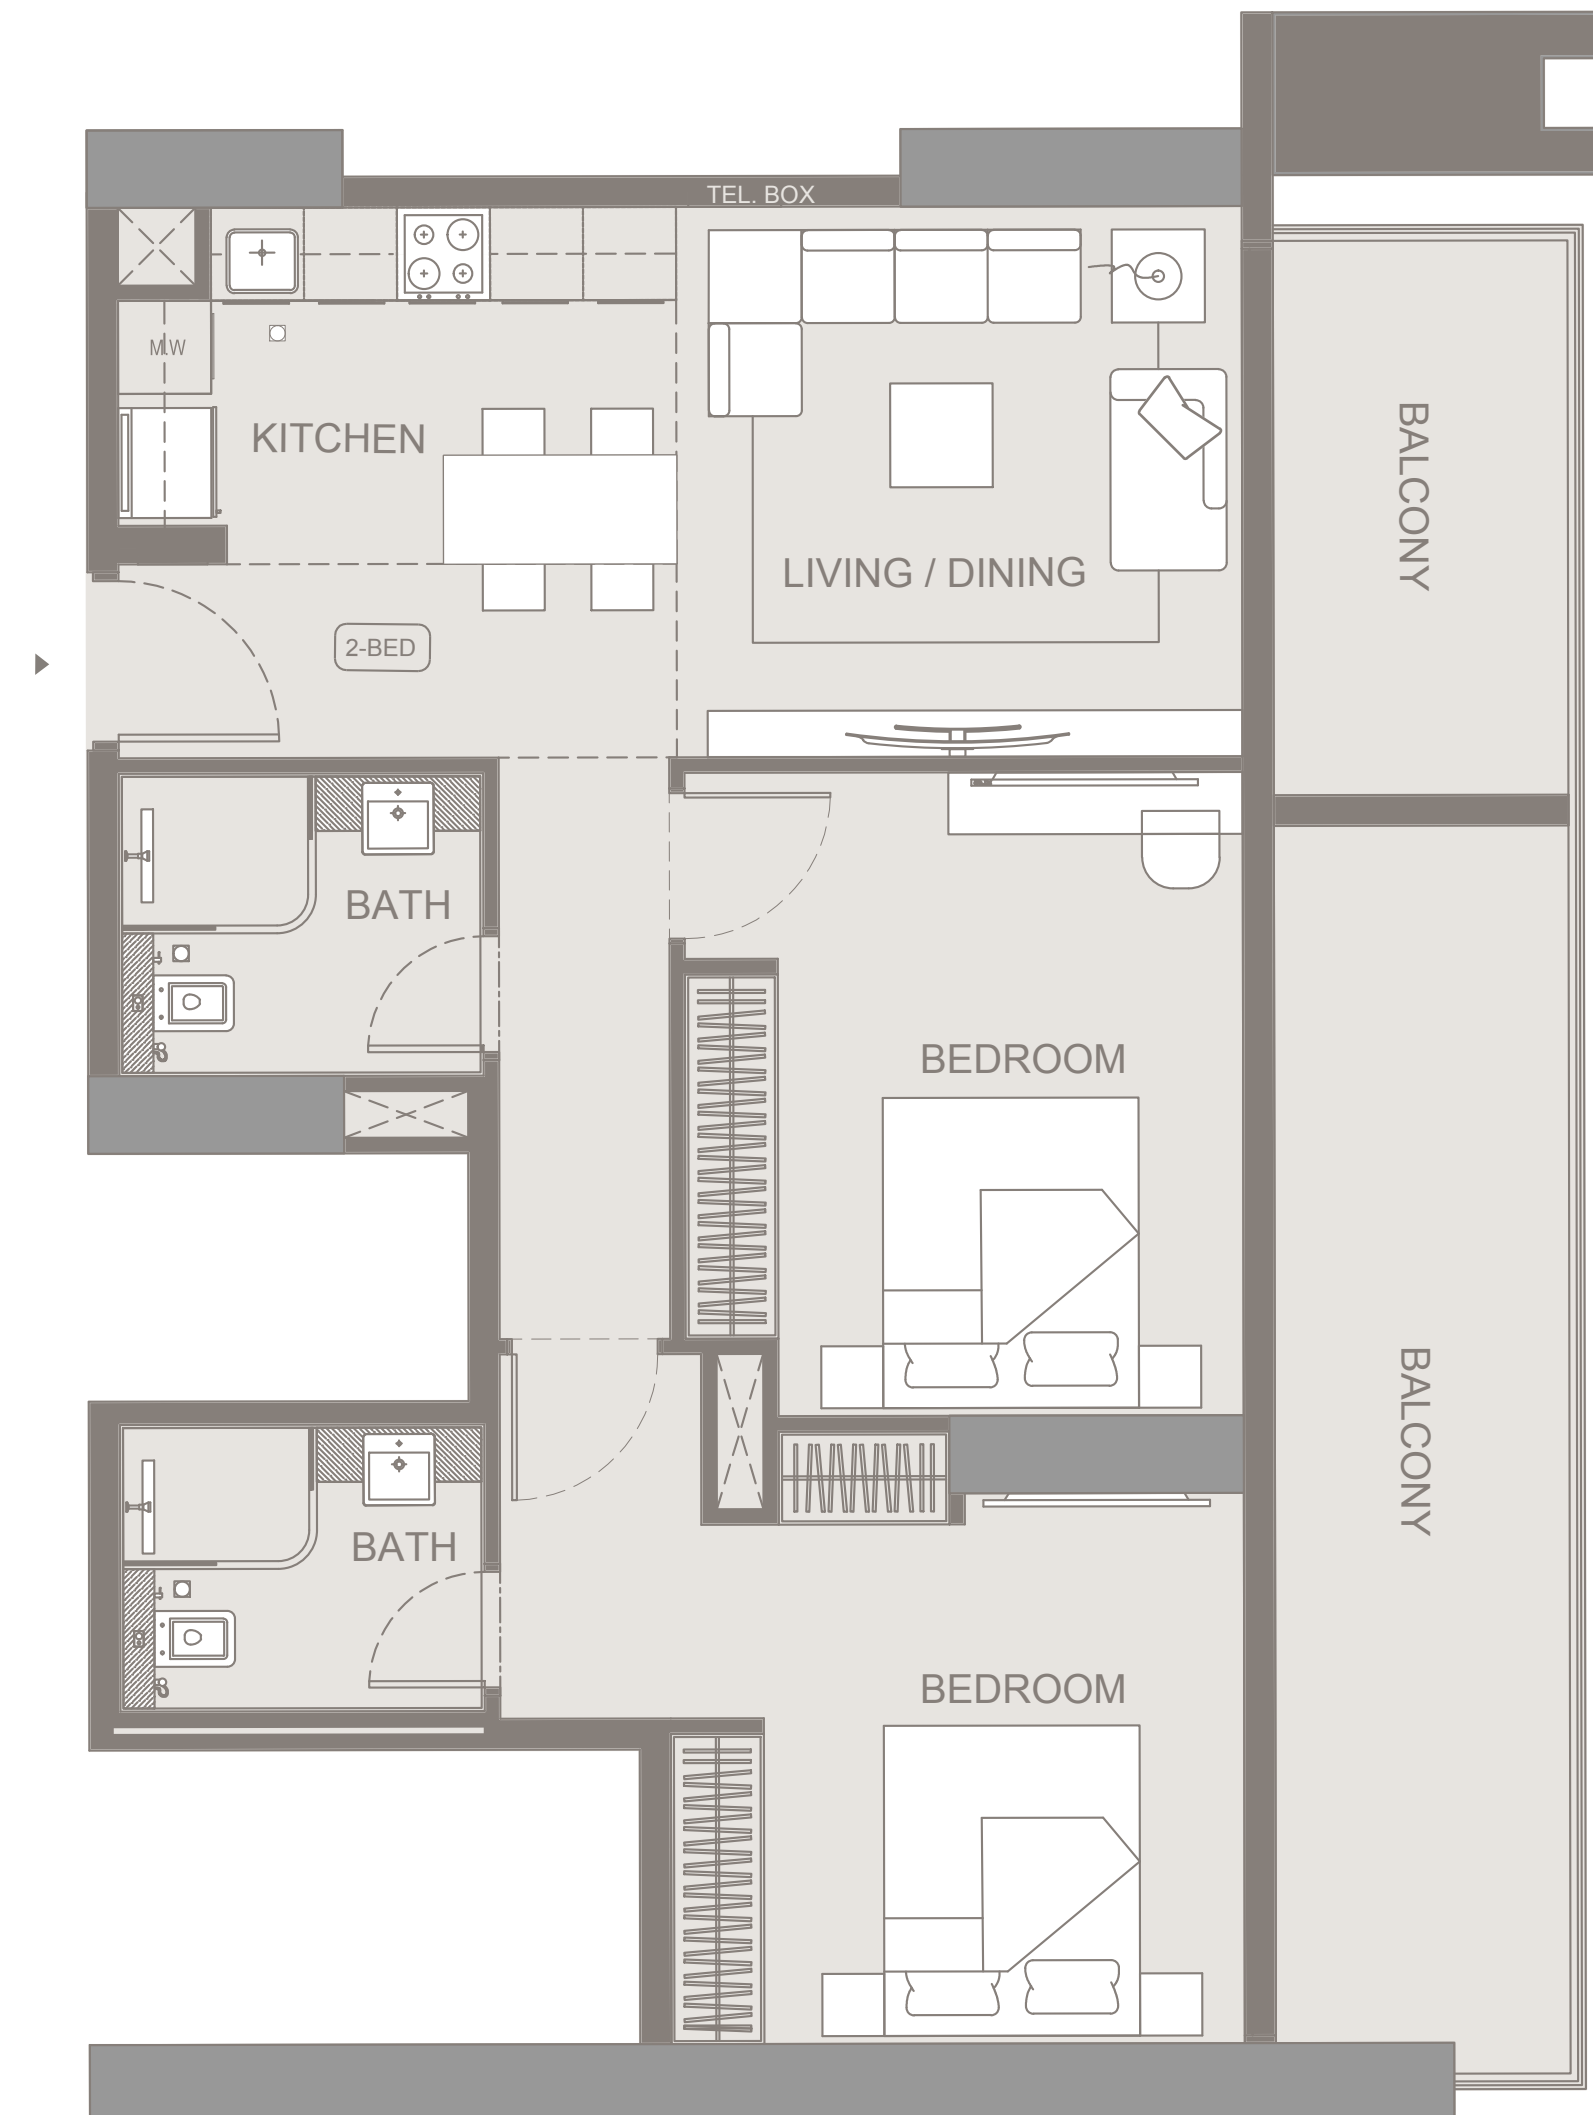 TEL. BOX
M.W
KITCHEN
BALCONY
LIVING / DINING
2-BED
BATH
BEDROOM
BALCONY
BATH
BEDROOM